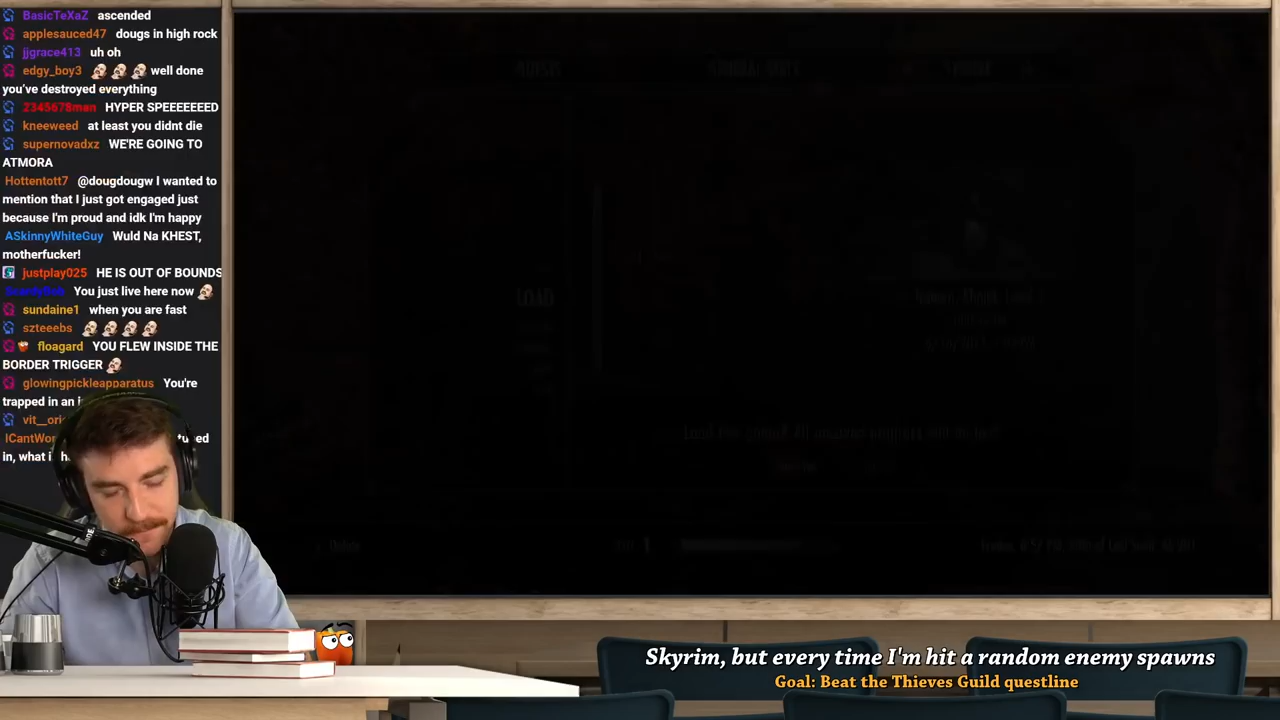 BasicTeXaZ ascended
applesauced47 dougs in high rock
jjgrace413 uh oh
edgy_boy3 well done
you've destroyed everything
2345678man HYPER SPEEEEEEED
kneeweed at least you didnt die
supernovadxz WE'RE GOING TO
ATMORA
Hottentott7 @dougdougw I wanted to
mention that I just got engaged just
because I'm proud and idk I'm happy
ASkinnyWhiteGuy Wuld Na KHEST,
motherfucker!
justplay025 HE IS OUT OF BOUNDS
You just live here now
sundaine1 when you are fast
szteeebs
floagard YOU FLEW INSIDE THE
BORDER TRIGGER
glowingpickleapparatus You're
trapped in an
in, what
LOAD
Skyrim, but every time I'm hit a random enemy spawns
Goal: Beat the Thieves Guild questline